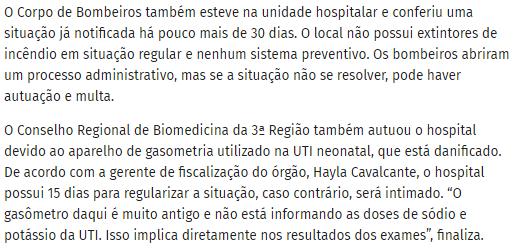 O Corpo de Bombeiros também esteve na unidade hospitalar e conferiu uma
situação já notificada há pouco mais de 30 dias. O local não possui extintores de
incêndio em situação regular e nenhum sistema preventivo. Os bombeiros abriram
um processo administrativo, mas se a situação não se resolver, pode haver
autuação e multa.
O Conselho Regional de Biomedicina da 3ª Região também autuou o hospital
devido ao aparelho de gasometria utilizado na UTI neonatal, que está danificado.
De acordo com a gerente de fiscalização do órgão, Hayla Cavalcante, o hospital
possui 15 dias para regularizar a situação, caso contrário, será intimado. “O
gasômetro daqui é muito antigo e não está informando as doses de sódio e
potássio da UTI. Isso implica diretamente nos resultados dos exames”, finaliza.